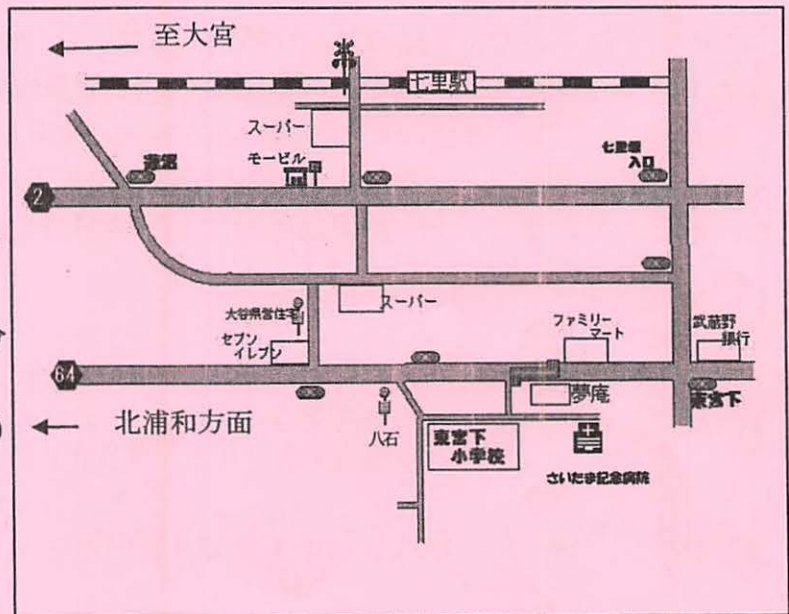 至大宮
七里駅
スーパー
モービル
七里駅
入口
2
スーパー
大谷県営住宅
セブン
イレブン
ファミリー
マート
武蔵野
銀行
64
夢庵
東宮下
北浦和方面
八石
東宮下
小学校
さいたま記念病院